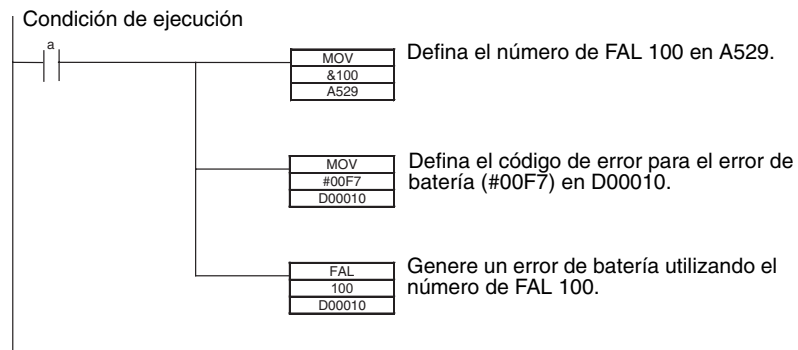 Condición de ejecución
a
MOV
&100
A529
Defina el número de FAL 100 en A529.
MOV
#00F7
D00010
Defina el código de error para el error de
batería (#00F7) en D00010.
FAL
100
D00010
Genere un error de batería utilizando el
número de FAL 100.